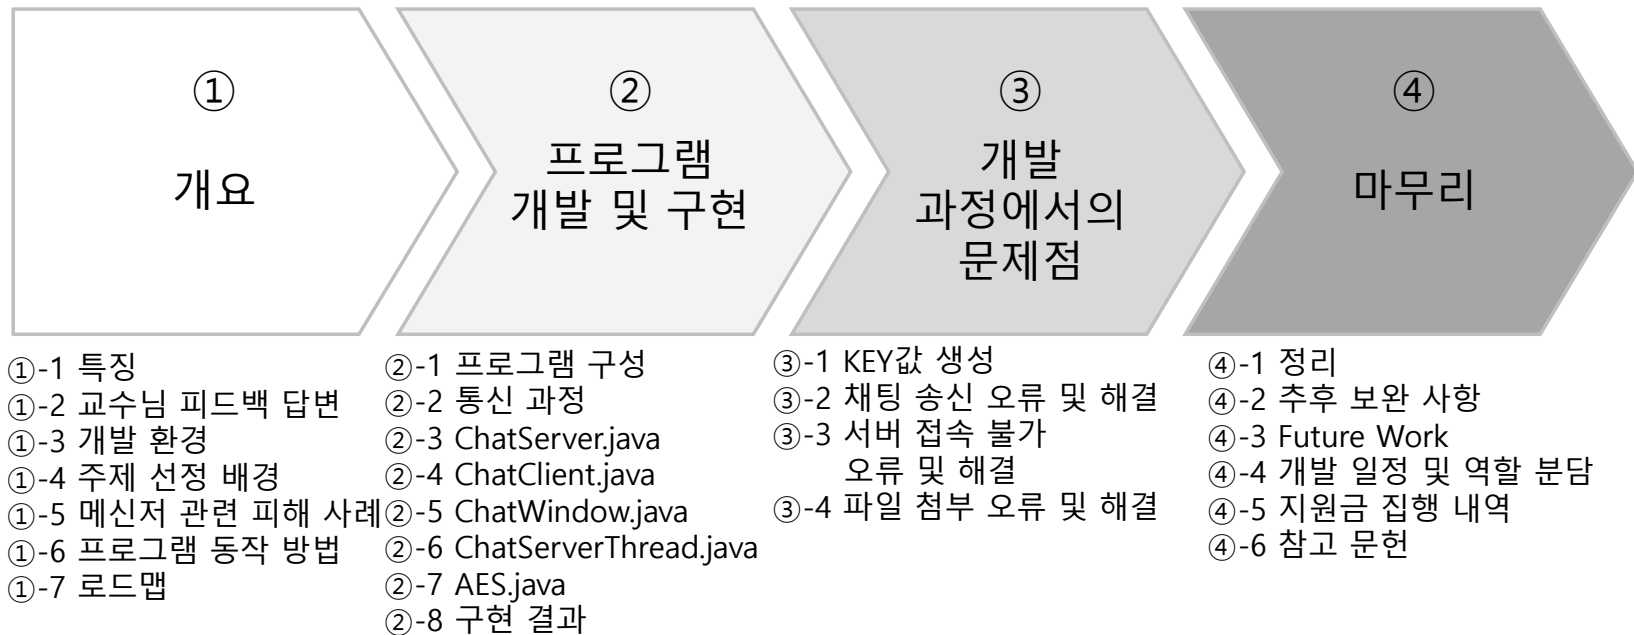 ①
개요
②
프로그램
개발 및 구현
③
개발
과정에서의
문제점
④
마무리
①-1 특징
①-2 교수님 피드백 답변
①-3 개발 환경
①-4 주제 선정 배경
①-5 메신저 관련 피해 사례
①-6 프로그램 동작 방법
①-7 로드맵
②-1 프로그램 구성
②-2 통신 과정
②-3 ChatServer.java
②-4 ChatClient.java
②-5 ChatWindow.java
②-6 ChatServerThread.java
②-7 AES.java
②-8 구현 결과
③-1 KEY값 생성
③-2 채팅 송신 오류 및 해결
③-3 서버 접속 불가
오류 및 해결
③-4 파일 첨부 오류 및 해결
④-1 정리
④-2 추후 보완 사항
④-3 Future Work
④-4 개발 일정 및 역할 분담
④-5 지원금 집행 내역
④-6 참고 문헌